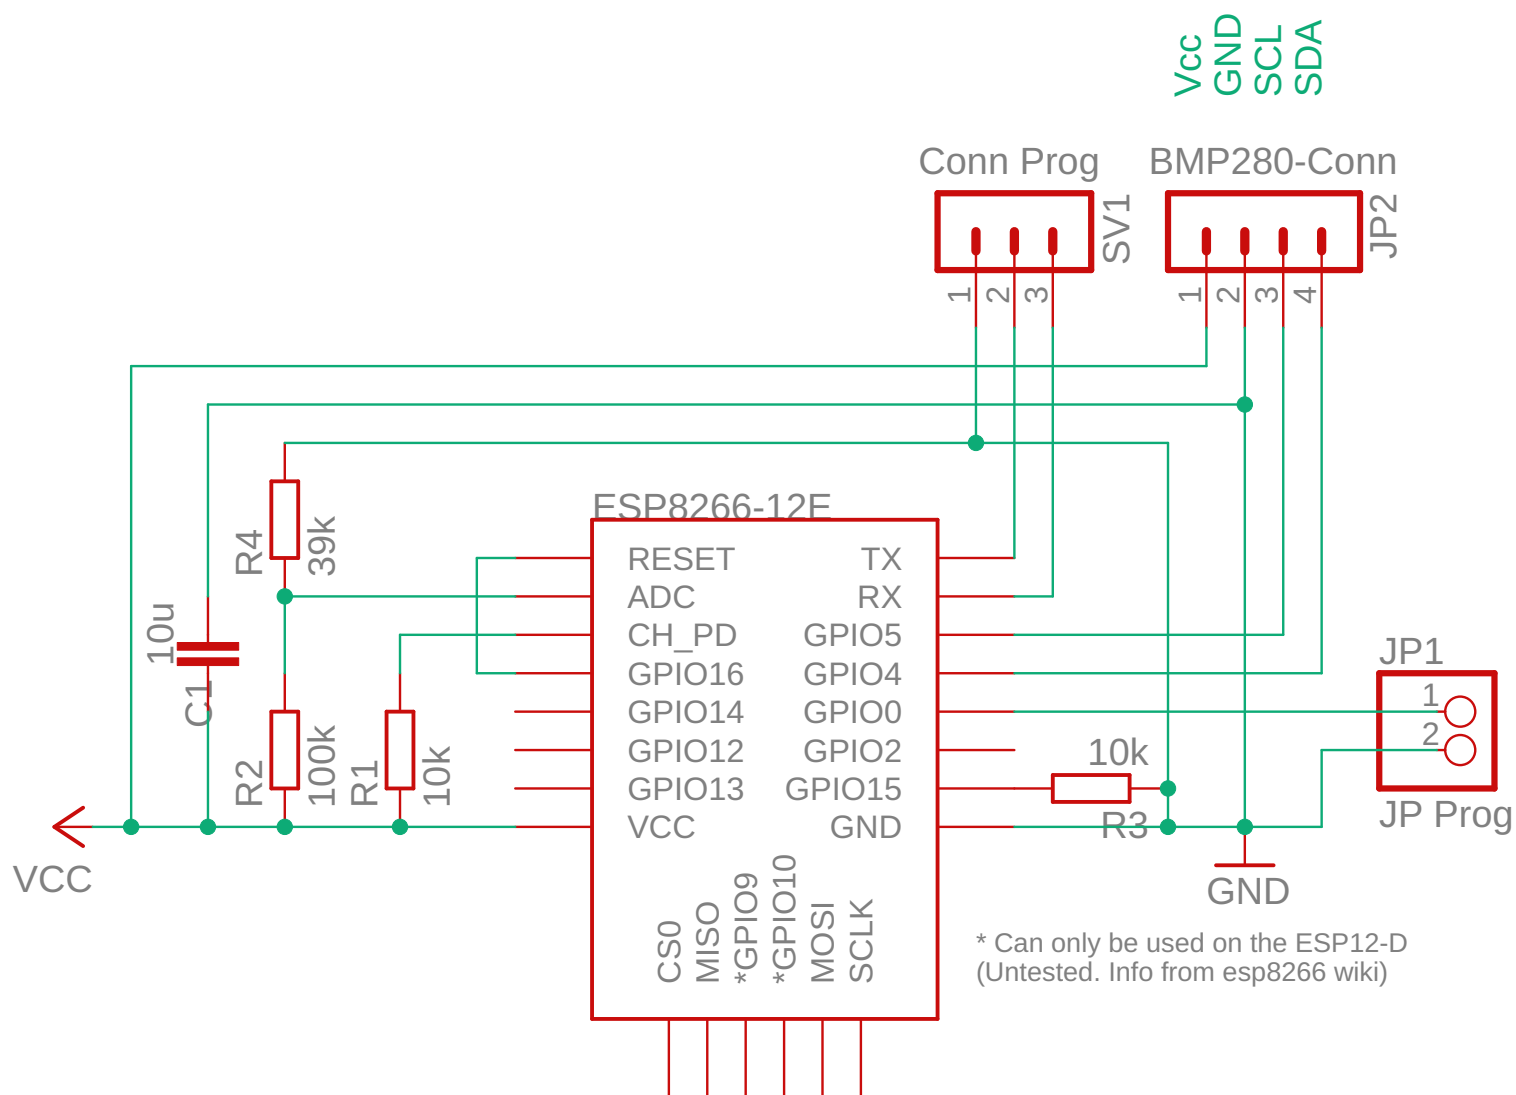 Vcc
GND
SCL
SDA
Conn Prog
BMP280-Conn
SV1
JP2
1
2
3
1
2
3
4
ESP8266-12E
R4
39k
10u
C1
R2
100k
R1
10k
RESET
ADC
CH_PD
GPIO16
GPIO14
GPIO12
GPIO13
VCC
TX
RX
GPIO5
GPIO4
GPIO0
GPIO2
GPIO15
GND
CS0
MISO
*GPIO9
*GPIO10
MOSI
SCLK
10k
R3
JP1
1
2
JP Prog
VCC
GND
* Can only be used on the ESP12-D
(Untested. Info from esp8266 wiki)